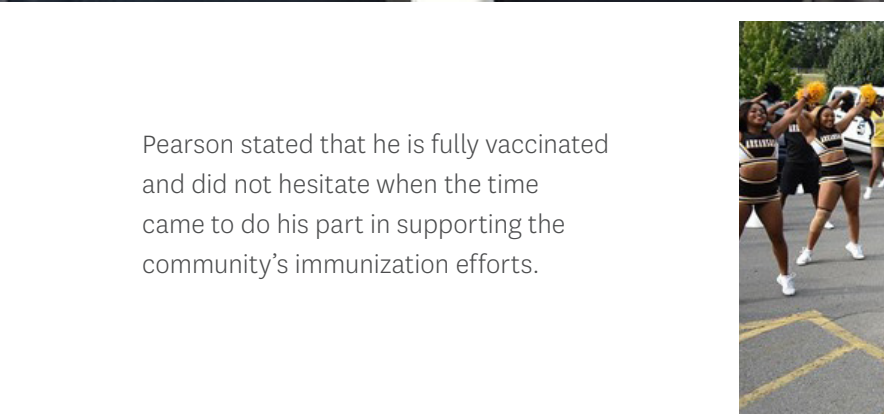 Pearson stated that he is fully vaccinated
and did not hesitate when the time
came to do his part in supporting the
community’s immunization efforts.
ARKANSAS